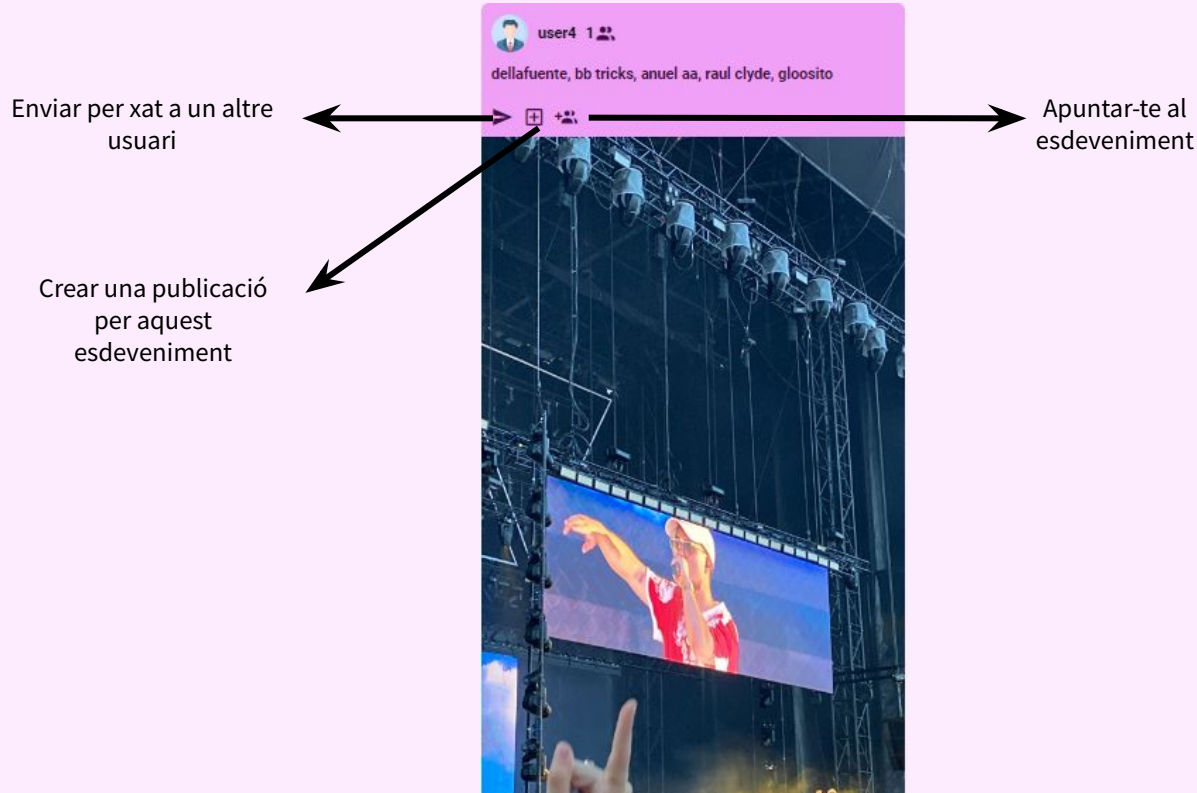 user4 1
dellafuente, bb tricks, anuel aa, raul clyde, gloosito
Enviar per xat a un altre
usuari
Apuntar-te al
esdeveniment
Crear una publicació
per aquest
esdeveniment